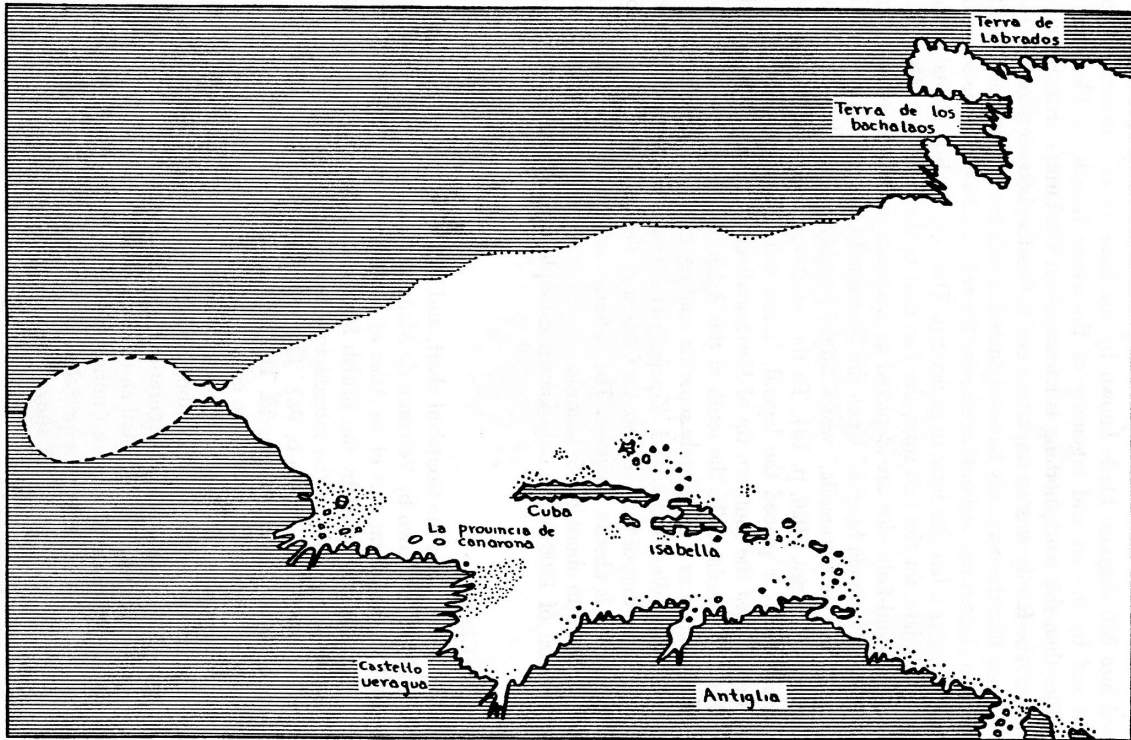 Terra de
Labrados
Terra de los
bachalaos
Cuba
La prouincia de
canarona
Isabella
Castello
ueragua
Antiglia